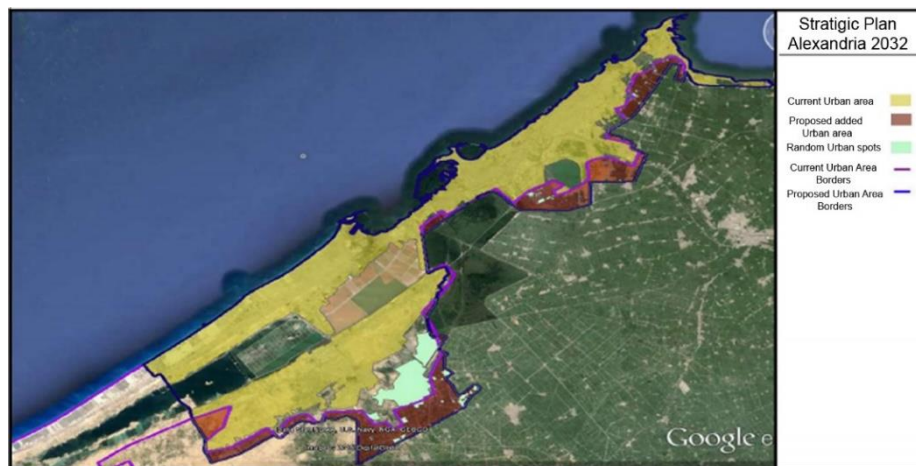 Stratigic Plan
Alexandria 2032
Current Urban area
Proposed added
Urban area
Random Urban spots
Current Urban Area
Borders
Proposed Urban Area
Borders
Google e